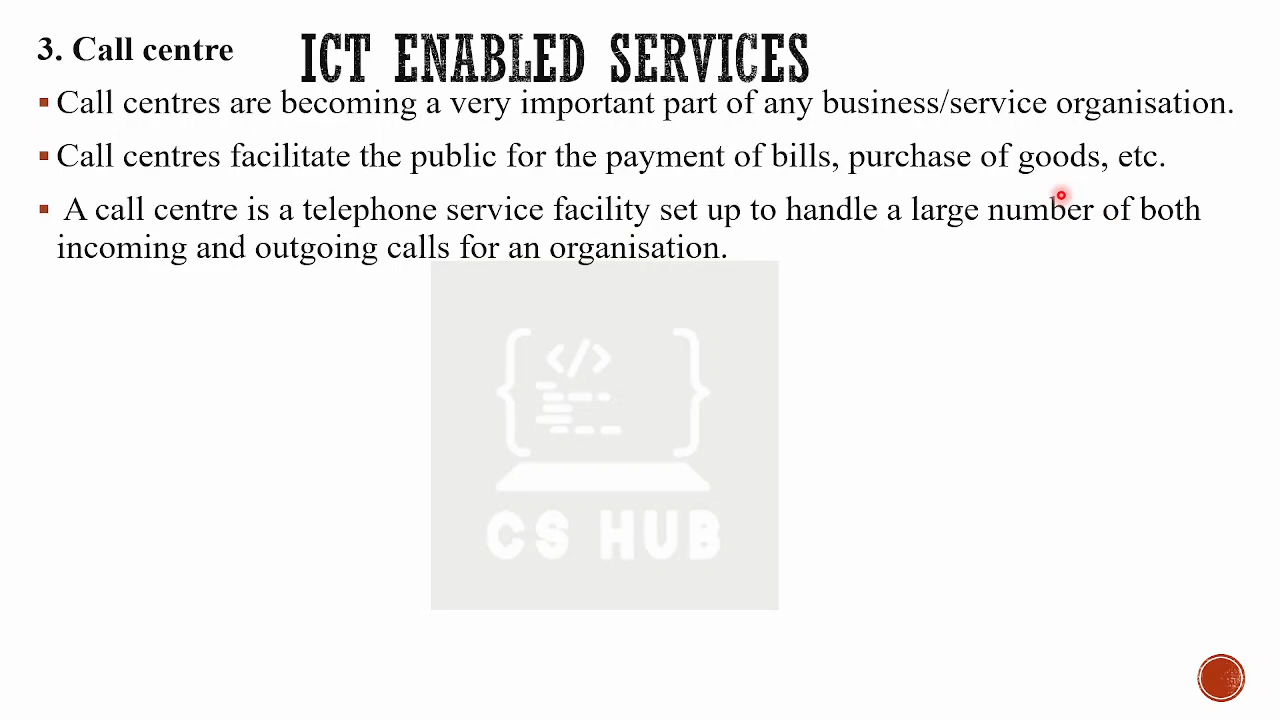 3. Call centre
ICT ENABLED SERVICES
▪ Call centres are becoming a very important part of any business/service organisation.
▪ Call centres facilitate the public for the payment of bills, purchase of goods, etc.
▪ A call centre is a telephone service facility set up to handle a large number of both
incoming and outgoing calls for an organisation.
</>
CS HUB